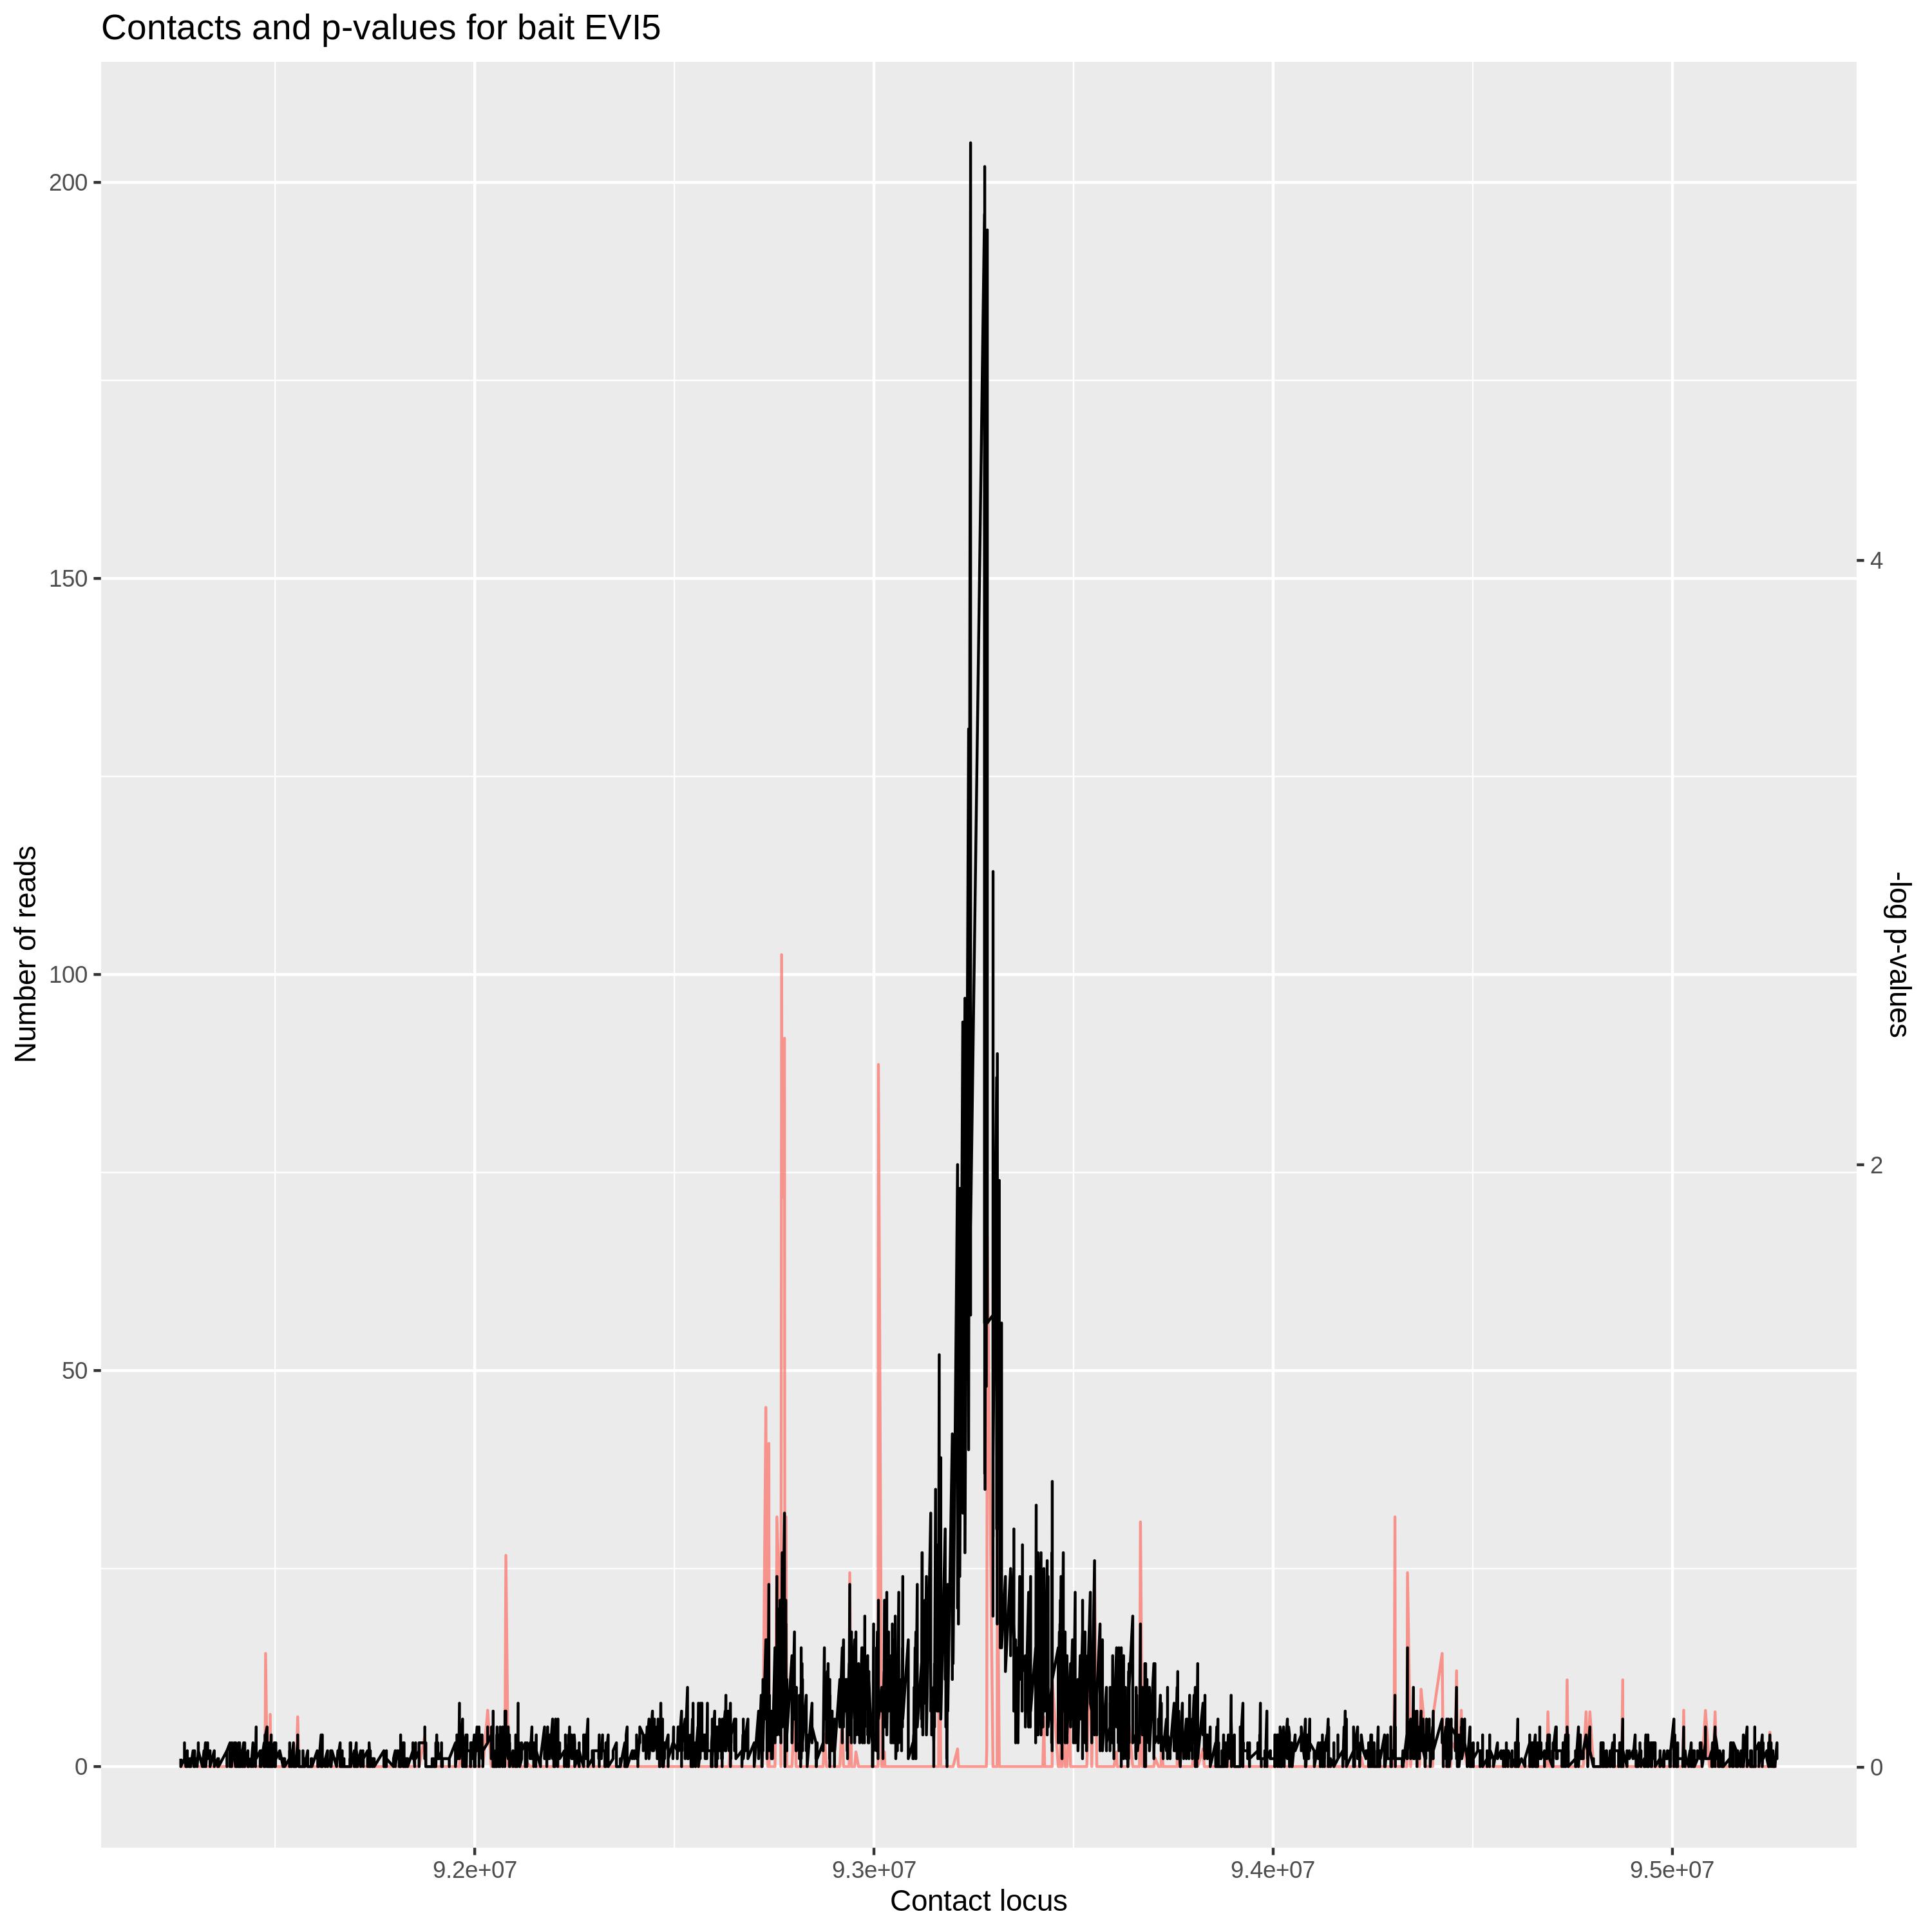 Contacts and p-values for bait EVI5
200
150
100
50
0
Number of reads
4
2
0
-log p-values
9.2e+07
9.3e+07
9.4e+07
9.5e+07
Contact locus